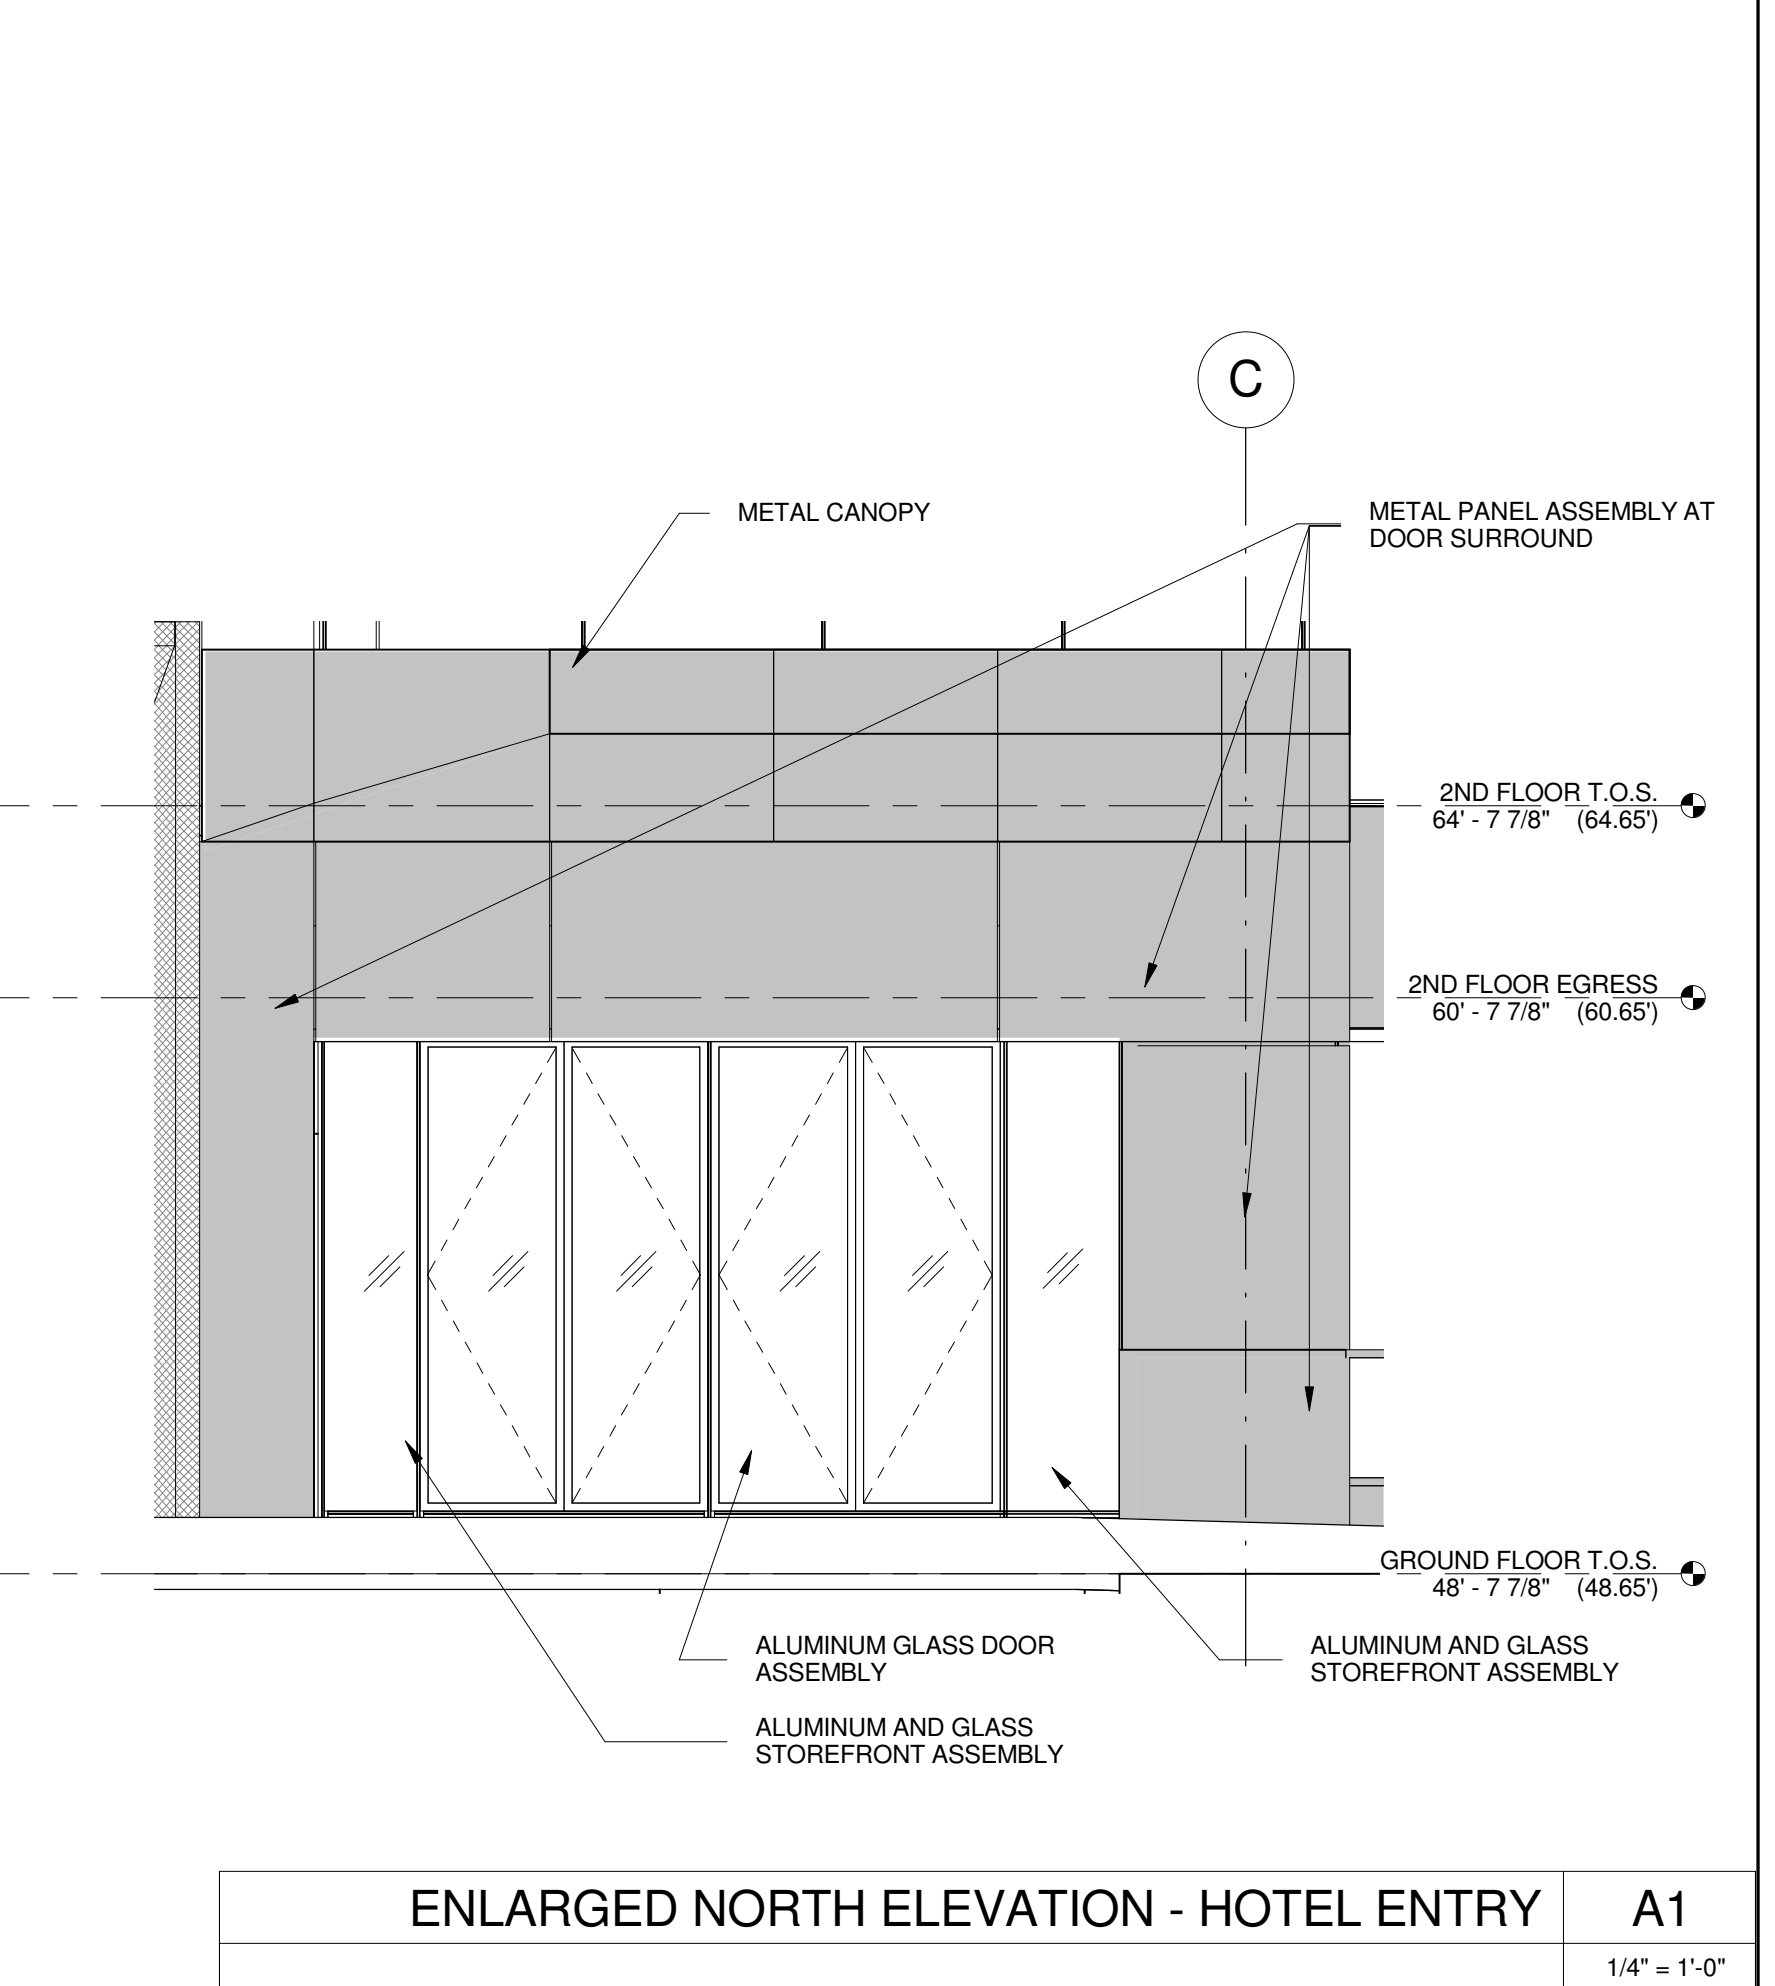 C
METAL CANOPY
METAL PANEL ASSEMBLY AT
DOOR SURROUND
2ND FLOOR T.O.S.
64' - 7 7/8" (64.65')
2ND FLOOR EGRESS
60' - 7 7/8" (60.65')
GROUND FLOOR T.O.S.
48' - 7 7/8" (48.65')
ALUMINUM GLASS DOOR
ASSEMBLY
ALUMINUM AND GLASS
STOREFRONT ASSEMBLY
ALUMINUM AND GLASS
STOREFRONT ASSEMBLY
ENLARGED NORTH ELEVATION - HOTEL ENTRY
A1
1/4" = 1'-0"